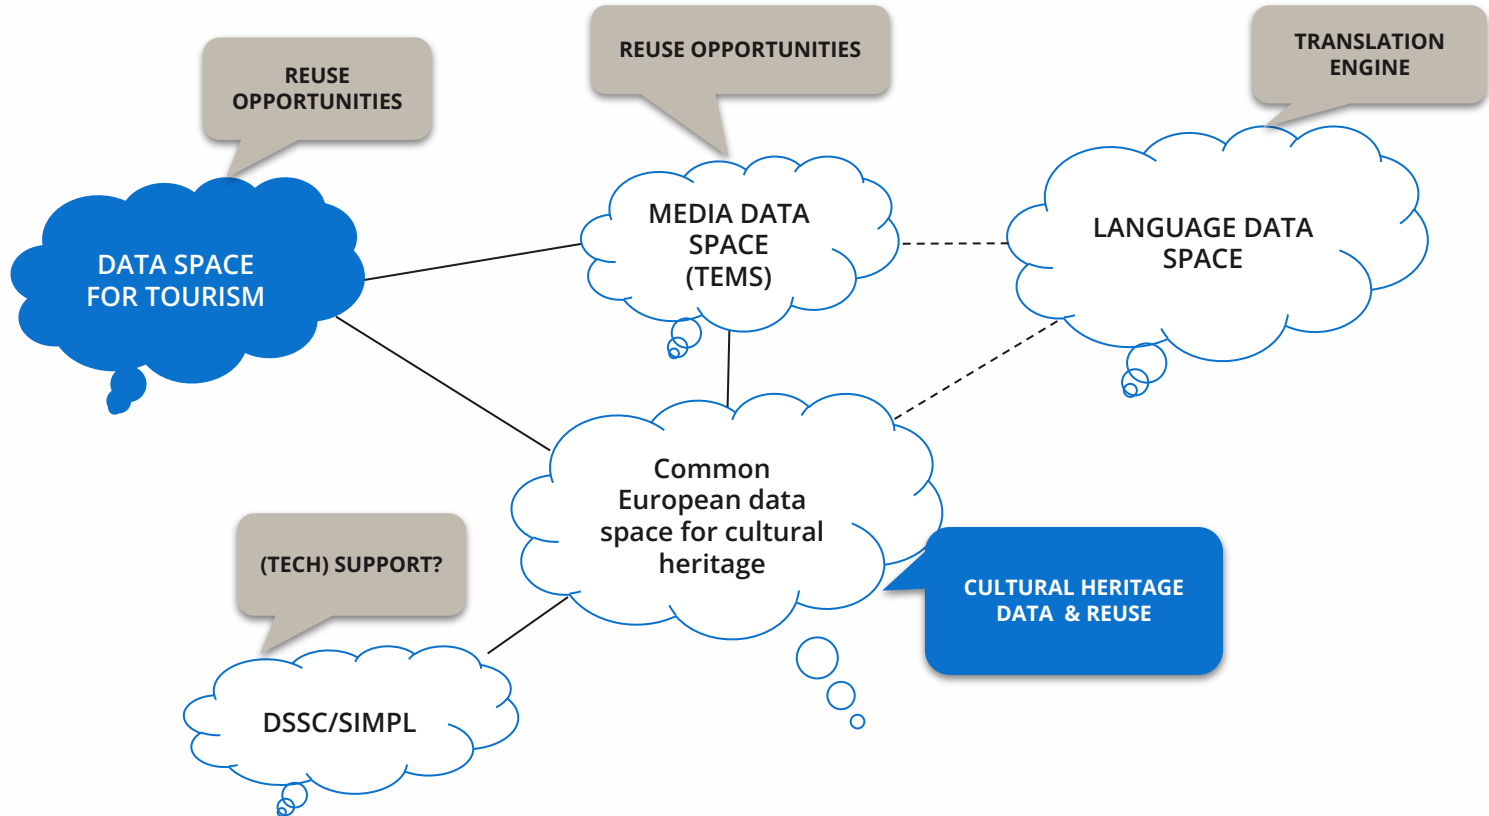 REUSE
OPPORTUNITIES
REUSE OPPORTUNITIES
TRANSLATION
ENGINE
DATA SPACE
FOR TOURISM
MEDIA DATA
SPACE
(TEMS)
LANGUAGE DATA
SPACE
Common
European data
space for cultural
heritage
(TECH) SUPPORT?
CULTURAL HERITAGE
DATA & REUSE
DSSC/SIMPL